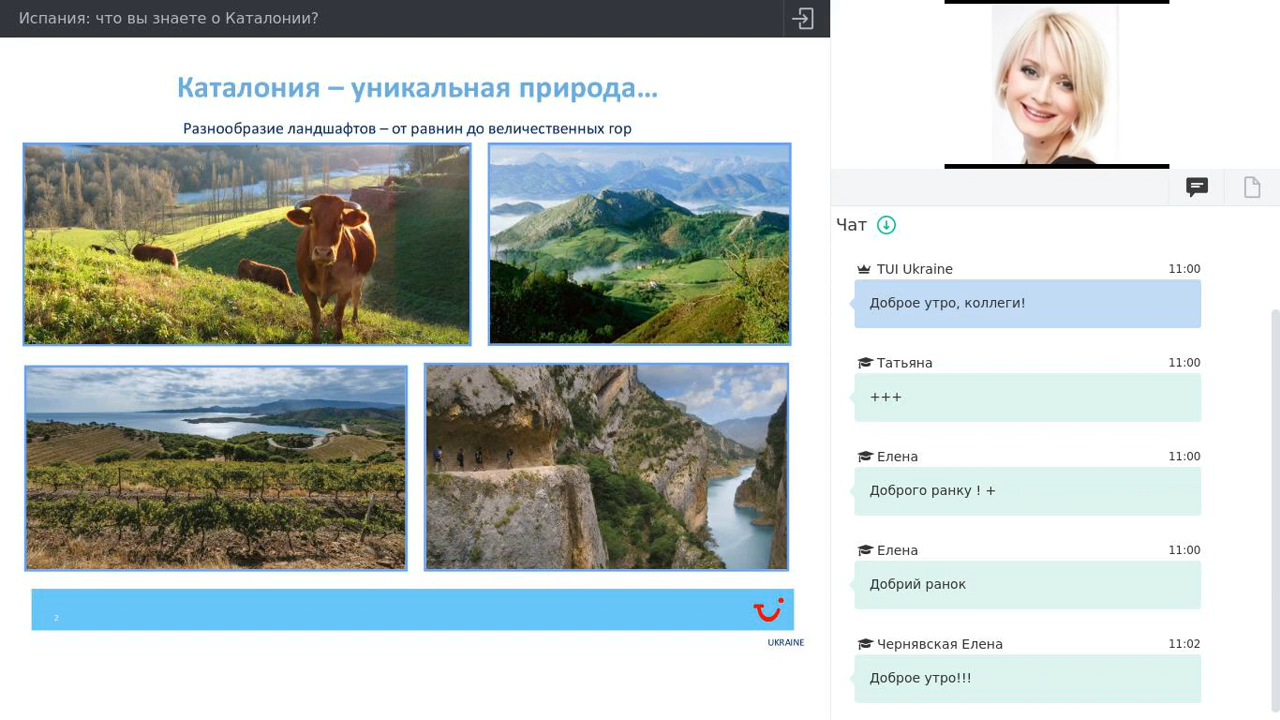 Испания: что вы знаете о Каталонии?
Каталония – уникальная природа...
Разнообразие ландшафтов – от равнин до величественных гор
2
UKRAINE
Чат
TUI Ukraine 11:00
Доброе утро, коллеги!
Татьяна 11:00
+++
Елена 11:00
Доброго ранку ! +
Елена 11:00
Добрий ранок
Чернявская Елена 11:02
Доброе утро!!!